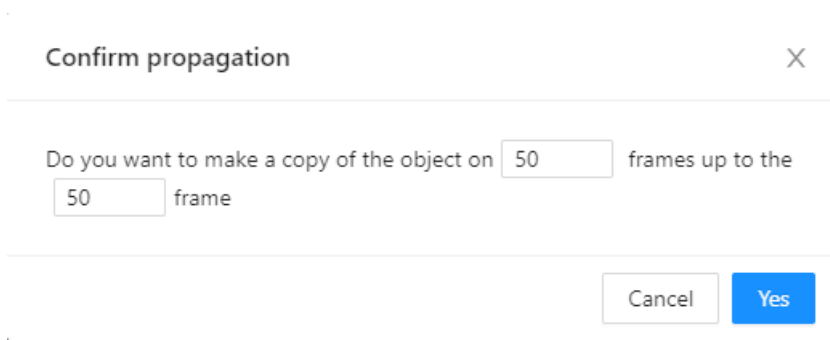 Confirm propagation
Do you want to make a copy of the object on 50 frames up to the
50 frame
Cancel Yes